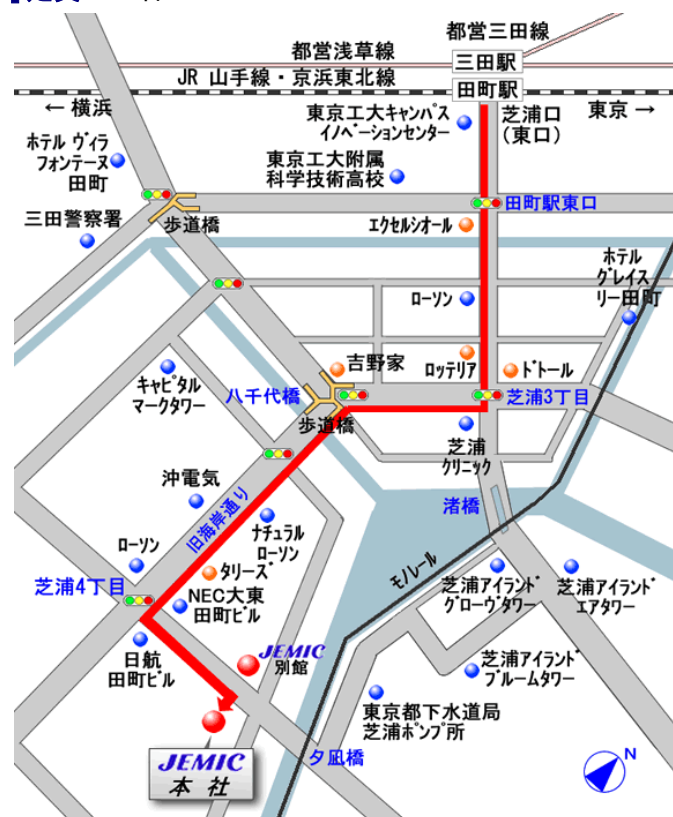 都営三田線
都営浅草線
三田駅
JR 山手線・京浜東北線
田町駅
← 横浜
東京 →
芝浦口
(東口)
東京工大キャンパス
イノベーションセンター
ホテル ヴィラ
フォンテーヌ
田町
東京工大附属
科学技術高校
田町駅東口
三田警察署
歩道橋
エクセルシオール
ホテル
グレイス
リー田町
ローソン
吉野家
ロッテリア
ドトール
キャピタル
マークタワー
八千代橋
芝浦3丁目
歩道橋
芝浦
クリニック
沖電気
旧海岸通り
渚橋
ナチュラル
ローソン
ローソン
モノレール
タリーズ
芝浦4丁目
NEC大東
田町ビル
芝浦アイランド
グローヴタワー
芝浦アイランド
エアタワー
日航
田町ビル
JEMIC
別館
芝浦アイランド
ブルームタワー
東京都下水道局
芝浦ポンプ所
夕凪橋
JEMIC
本社
N